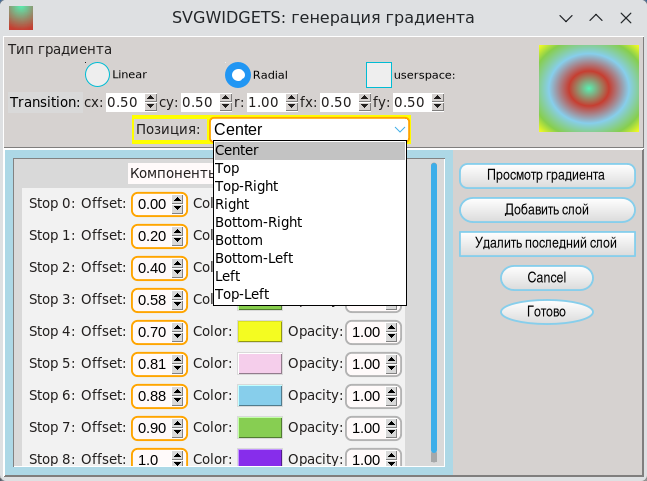 SVGWIDGETS: генерация градиента
Тип градиента
Linear Radial userspace:
Transition: cx: 0.50 cy: 0.50 r: 1.00 fx: 0.50 fy: 0.50
Позиция: Center
Center
Top
Top-Right
Right
Bottom-Right
Bottom
Bottom-Left
Left
Top-Left
Stop 0: Offset: 0.00
Stop 1: Offset: 0.20
Stop 2: Offset: 0.40
Stop 3: Offset: 0.58
Stop 4: Offset: 0.70 Color: Opacity: 1.00
Stop 5: Offset: 0.81 Color: Opacity: 1.00
Stop 6: Offset: 0.88 Color: Opacity: 1.00
Stop 7: Offset: 0.90 Color: Opacity: 1.00
Stop 8: Offset: 1.0 Color: Opacity: 1.00
Просмотр градиента
Добавить слой
Удалить последний слой
Cancel
Готово